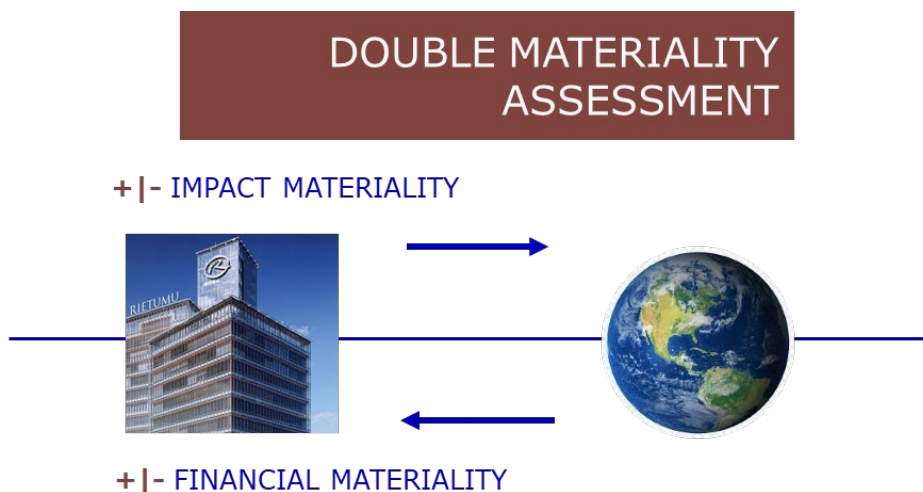 DOUBLE MATERIALITY
ASSESSMENT
+|- IMPACT MATERIALITY
RIETUMU
+|- FINANCIAL MATERIALITY